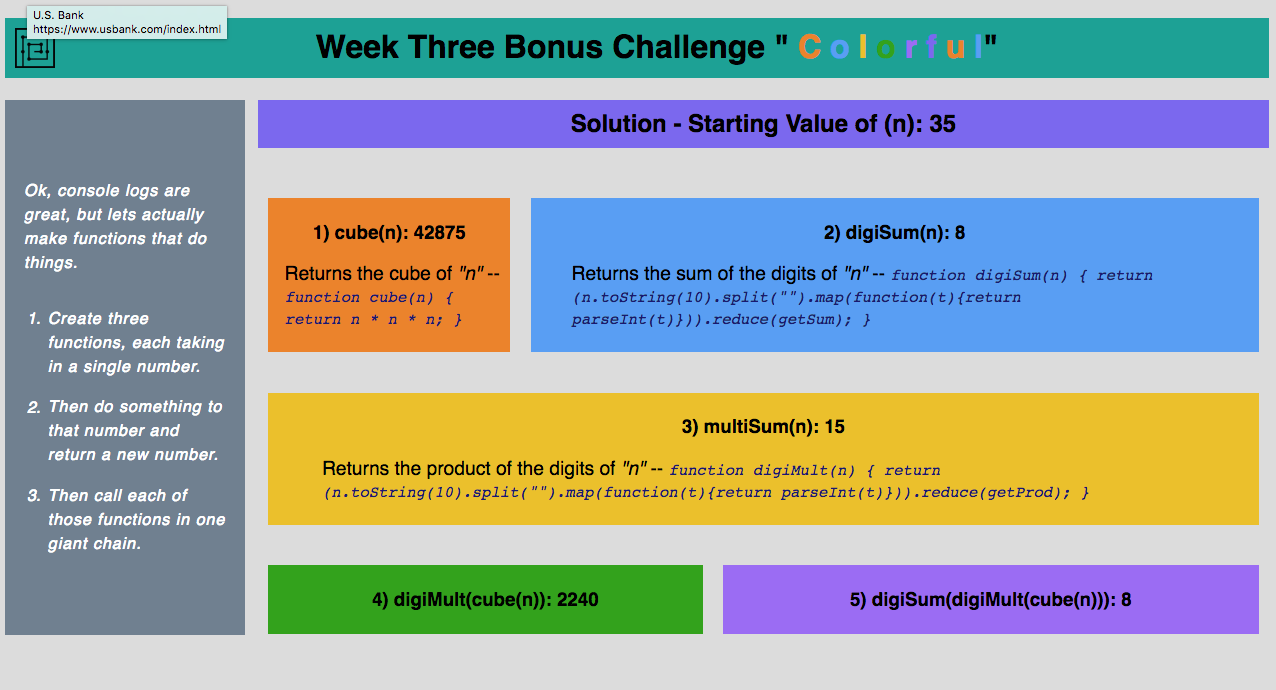 U.S. Bank
https://www.usbank.com/index.html
Week Three Bonus Challenge " C o l o r f u l"
Ok, console logs are
great, but lets actually
make functions that do
things.
1. Create three
functions, each taking
in a single number.
2. Then do something to
that number and
return a new number.
3. Then call each of
those functions in one
giant chain.
Solution - Starting Value of (n): 35
1) cube(n): 42875
Returns the cube of "n" --
function cube(n) {
return n * n * n; }
2) digiSum(n): 8
Returns the sum of the digits of "n" -- function digiSum(n) { return
(n.toString(10).split("").map(function(t){return
parseInt(t)})).reduce(getSum); }
3) multiSum(n): 15
Returns the product of the digits of "n" -- function digiMult(n) { return
(n.toString(10).split("").map(function(t){return parseInt(t)})).reduce(getProd); }
4) digiMult(cube(n)): 2240
5) digiSum(digiMult(cube(n))): 8